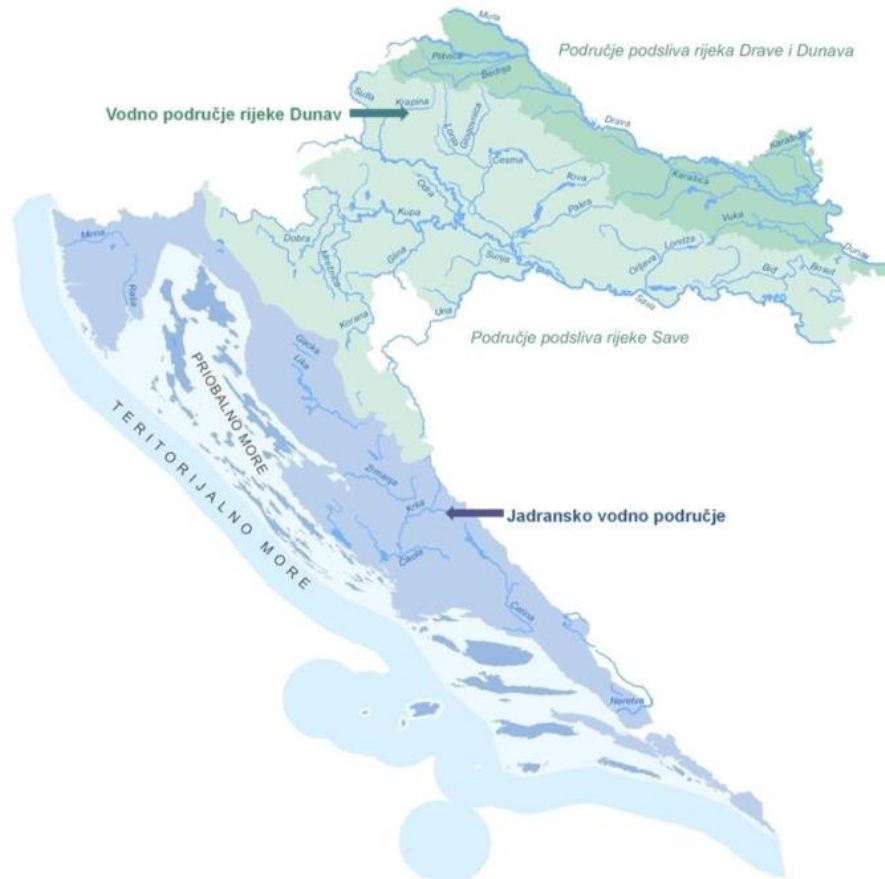 Mura
Područje podsliva rijeka Drave i Dunava
Plitvica
Bednja
Sutla
Krapina
Vodno područje rijeke Dunav
Lonja
Glogovnica
Drava
Karašica
Česma
Ilova
Karašica
Odra
Pakra
Kupa
Vuka
Mirna
Dobra
Mrežnica
Glina
Sunja
Londža
Orljava
Dunav
Raša
Korana
Una
Sava
Biđ
Bosut
Područje podsliva rijeke Save
Gacka
Lika
PRIOBALNO MORE
TERITORIJALNO MORE
Zrmanja
Krka
Jadransko vodno područje
Čikola
Cetina
Neretva